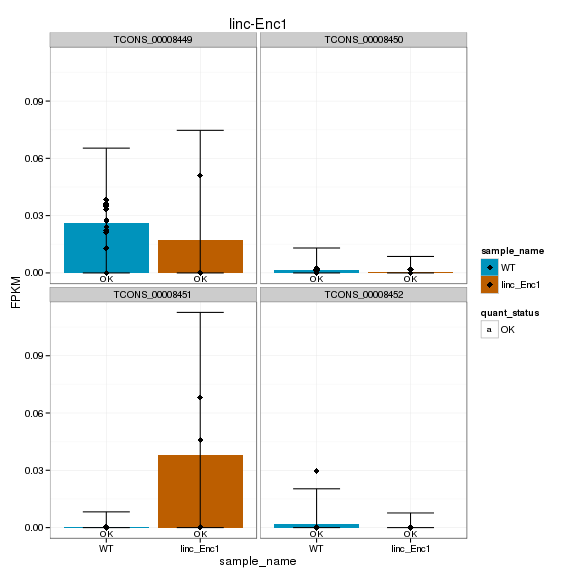 linc-Enc1
TCONS_00008449 TCONS_00008450
0.09
0.06
0.03
0.00
OK OK OK OK
TCONS_00008451 TCONS_00008452
0.09
0.06
0.03
0.00
OK OK OK OK
WT linc_Enc1 WT linc_Enc1
sample_name
FPKM
sample_name
WT
linc_Enc1
quant_status
a OK